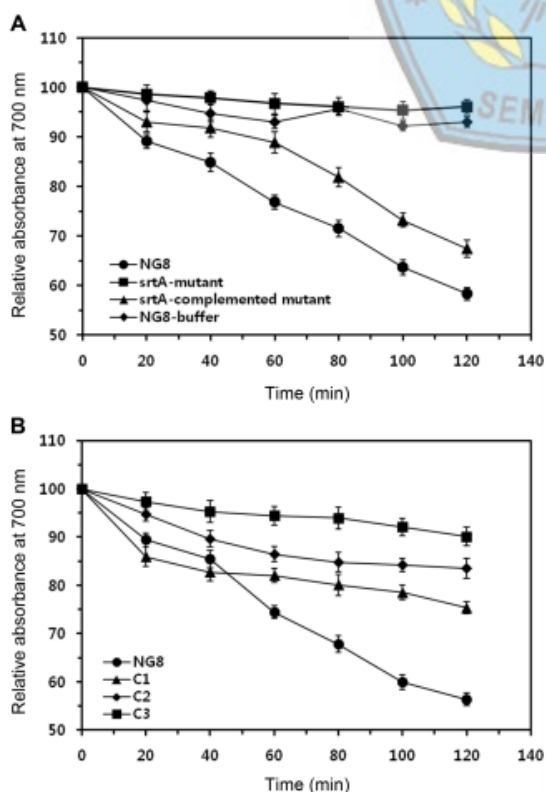 A
110
100
90
80
70
60
50
Relative absorbance at 700 nm
SEM
NG8
srtA-mutant
srtA-complemented mutant
NG8-buffer
0 20 40 60 80 100 120 140
Time (min)
B
110
100
90
80
70
60
50
Relative absorbance at 700 nm
NG8
C1
C2
C3
0 20 40 60 80 100 120 140
Time (min)